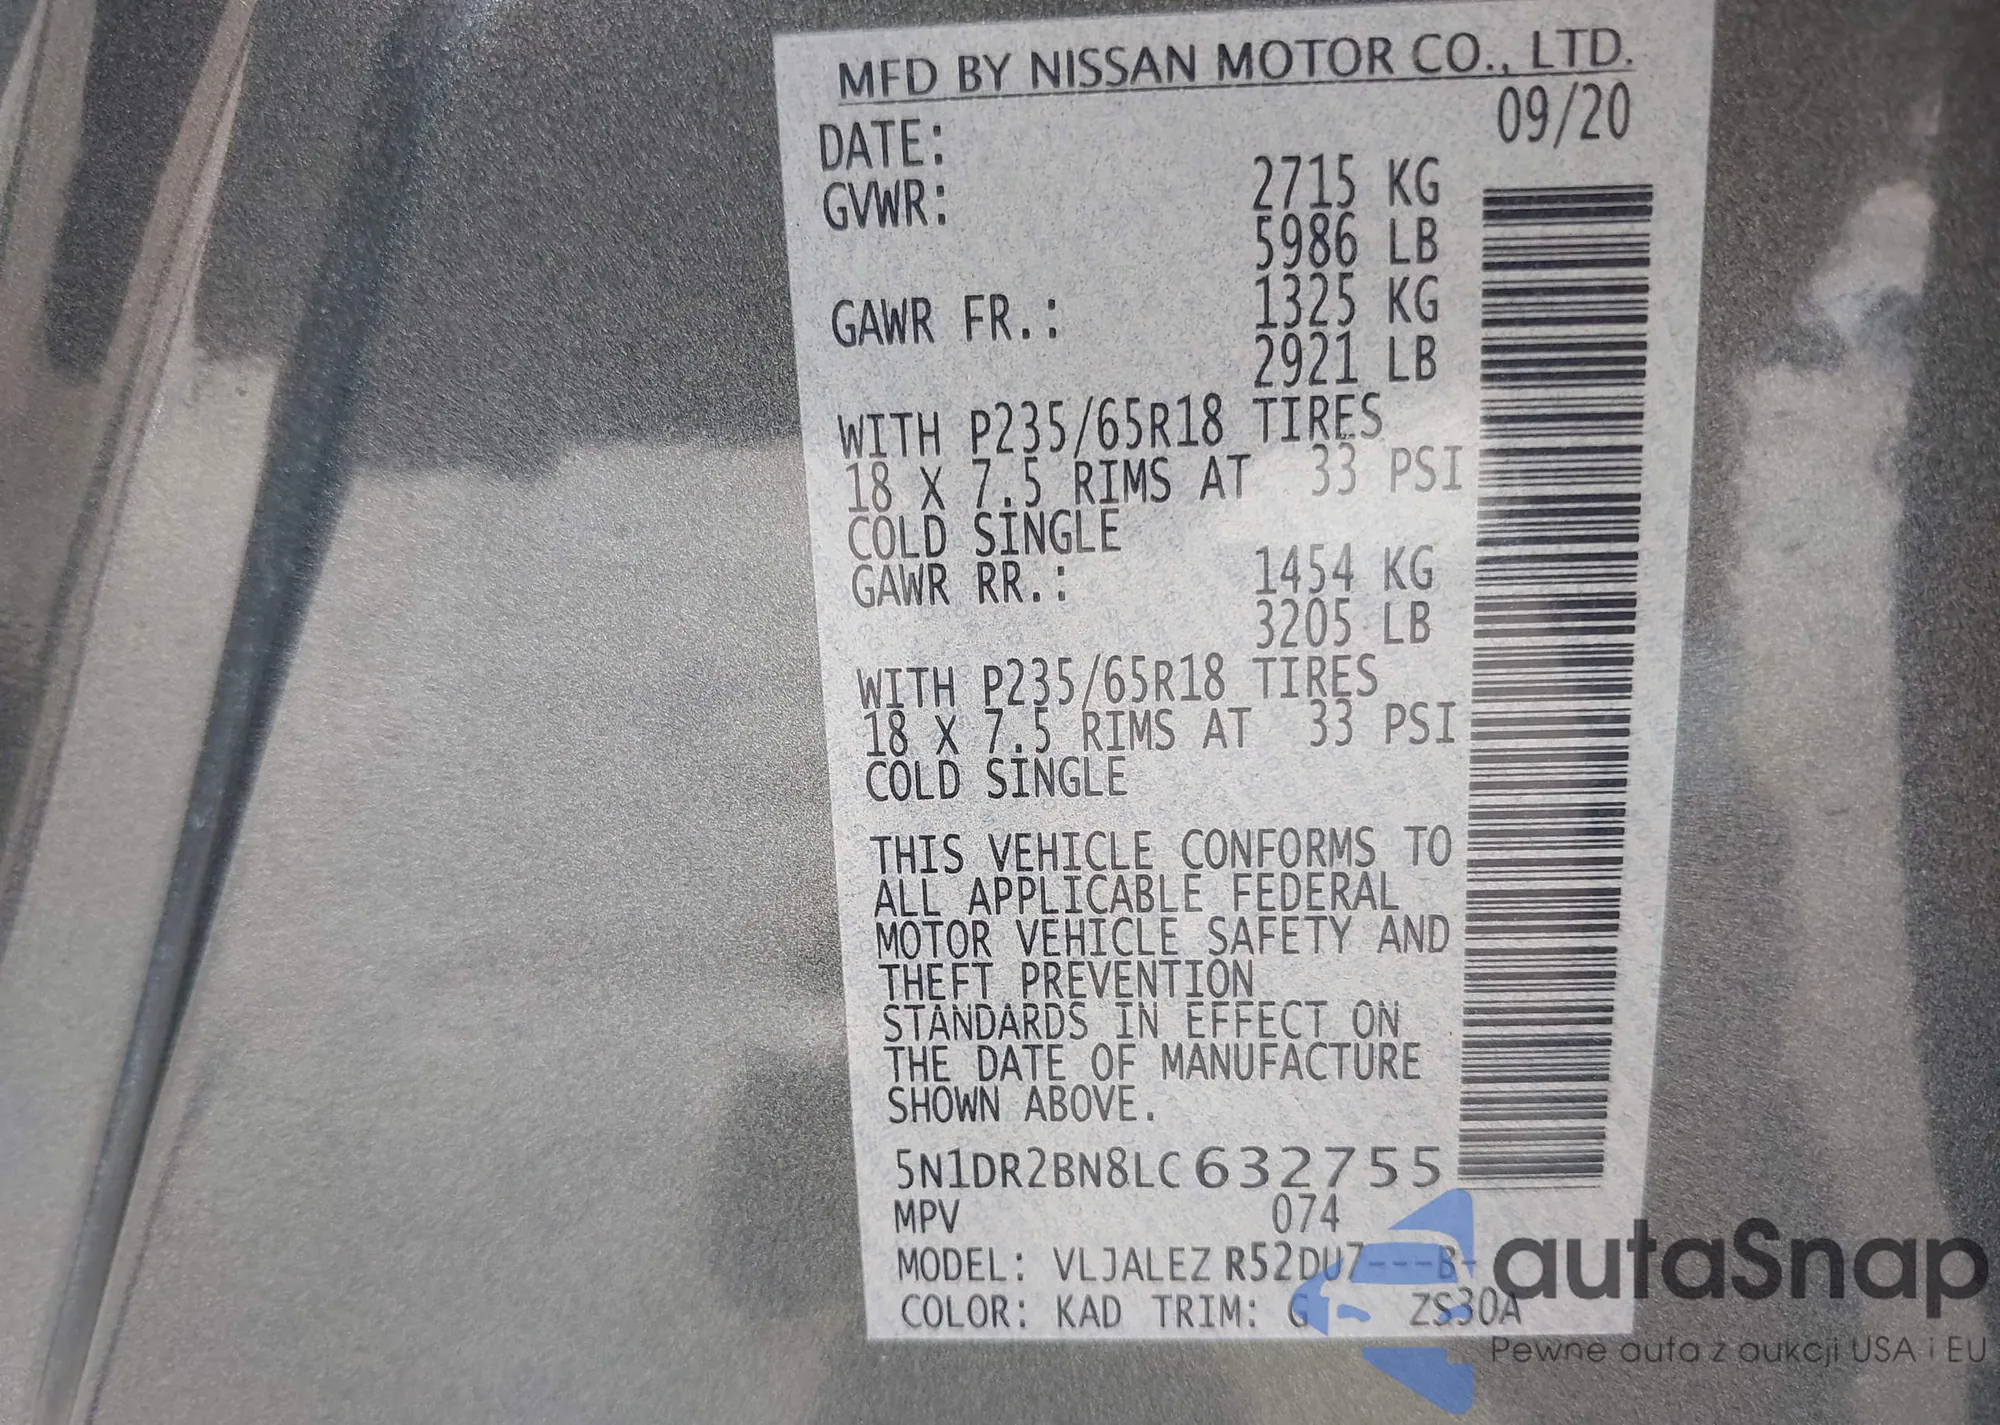 MFD BY NISSAN MOTOR CO., LTD.
DATE: 09/20
GVWR: 2715 KG
5986 LB
GAWR FR.: 1325 KG
2921 LB
WITH P235/65R18 TIRES
18 X 7.5 RIMS AT 33 PSI
COLD SINGLE
GAWR RR.: 1454 KG
3205 LB
WITH P235/65R18 TIRES
18 X 7.5 RIMS AT 33 PSI
COLD SINGLE
THIS VEHICLE CONFORMS TO
ALL APPLICABLE FEDERAL
MOTOR VEHICLE SAFETY AND
THEFT PREVENTION
STANDARDS IN EFFECT ON
THE DATE OF MANUFACTURE
SHOWN ABOVE.
5N1DR2BN8LC632755
MPV 074
MODEL: VLJALEZ R52DU7---B-
COLOR: KAD TRIM: G ZS30A
autaSnap
Pewne auta z aukcji USA i EU